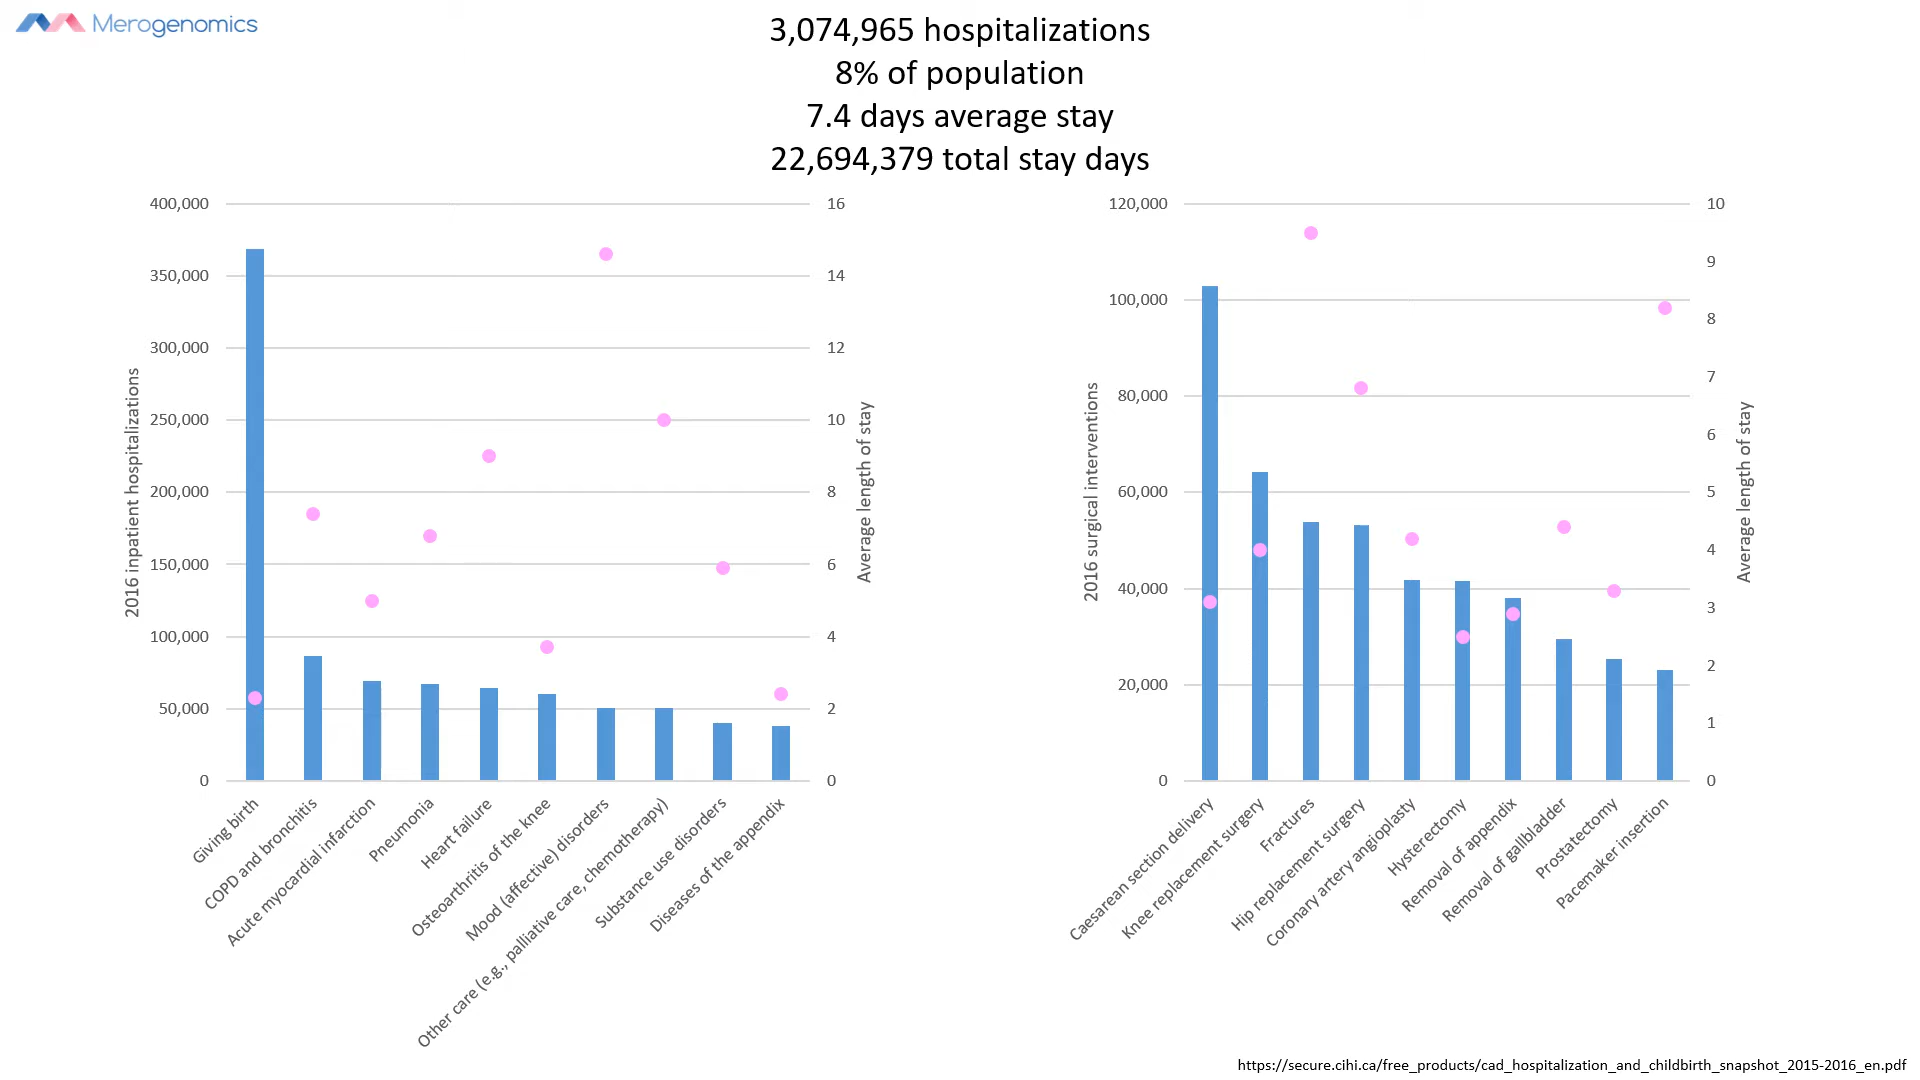 Merogenomics
3,074,965 hospitalizations
8% of population
7.4 days average stay
22,694,379 total stay days
400,000
350,000
300,000
250,000
200,000
150,000
100,000
50,000
0
2016 inpatient hospitalizations
16
14
12
10
8
6
4
2
0
Average length of stay
Giving birth
COPD and bronchitis
Acute myocardial infarction
Pneumonia
Heart failure
Osteoarthritis of the knee
Mood (affective) disorders
Other care (e.g., palliative care, chemotherapy)
Substance use disorders
Diseases of the appendix
120,000
100,000
80,000
60,000
40,000
20,000
0
2016 surgical interventions
10
9
8
7
6
5
4
3
2
1
0
Average length of stay
Caesarean section delivery
Knee replacement surgery
Fractures
Hip replacement surgery
Coronary artery angioplasty
Hysterectomy
Removal of appendix
Removal of gallbladder
Prostatectomy
Pacemaker insertion
https://secure.cihi.ca/free_products/cad_hospitalization_and_childbirth_snapshot_2015-2016_en.pdf